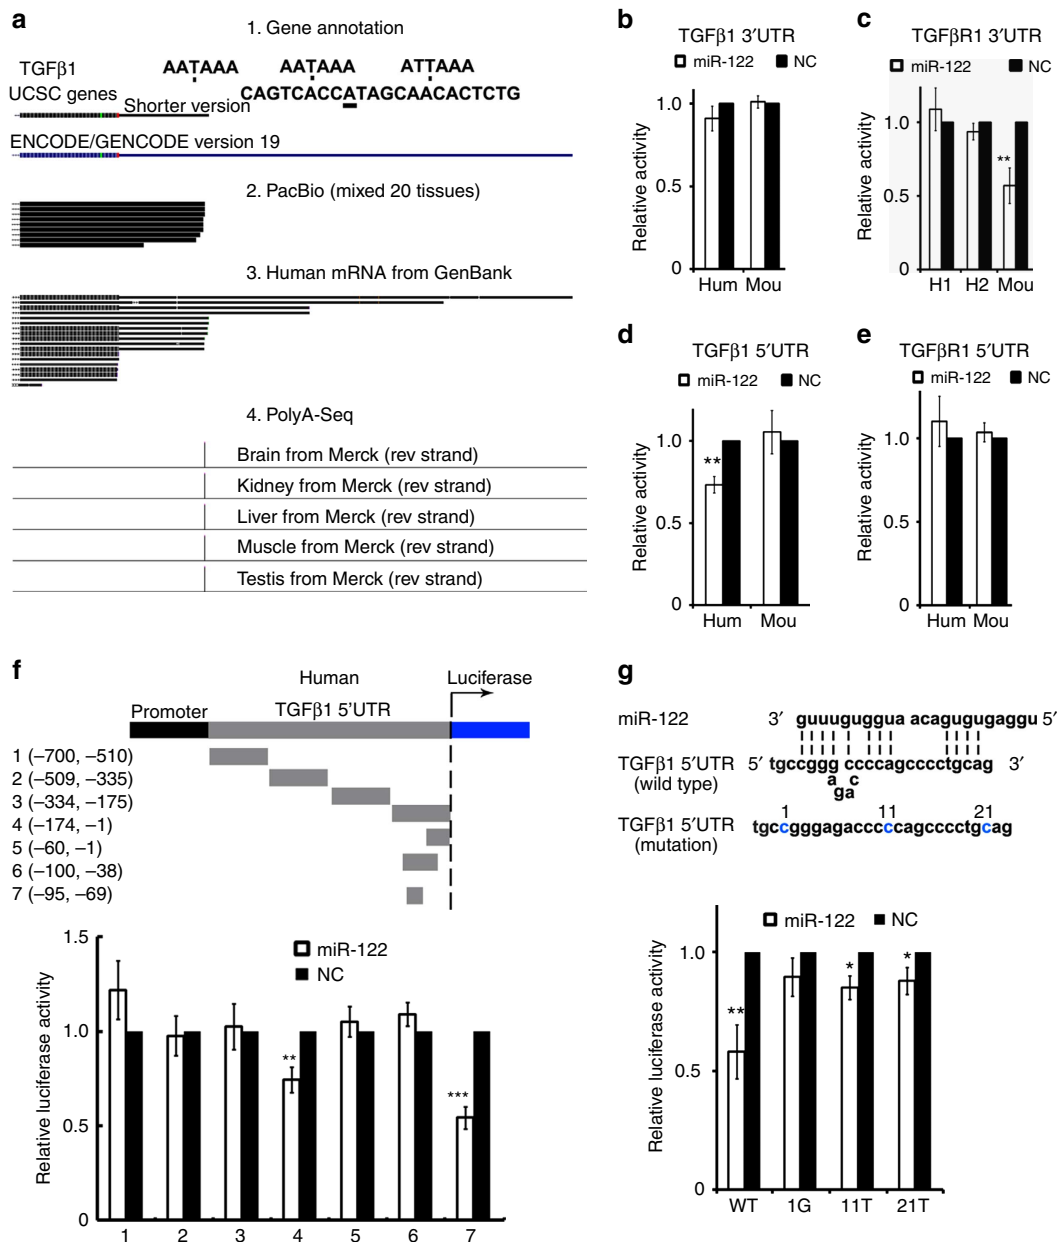 a
1. Gene annotation
TGFβ1
AATAAA AATAAA ATTAAA
UCSC genes
CAGTCACCATAGCAACACTCTG
Shorter version
ENCODE/GENCODE version 19
2. PacBio (mixed 20 tissues)
3. Human mRNA from GenBank
4. PolyA-Seq
Brain from Merck (rev strand)
Kidney from Merck (rev strand)
Liver from Merck (rev strand)
Muscle from Merck (rev strand)
Testis from Merck (rev strand)
b
TGFβ1 3′UTR
miR-122 NC
Relative activity
1.0
0.5
0
Hum Mou
c
TGFβR1 3′UTR
miR-122 NC
Relative activity
1.0
0.5
0
**
H1 H2 Mou
d
TGFβ1 5′UTR
miR-122 NC
Relative activity
1.0
0.5
0
**
Hum Mou
e
TGFβR1 5′UTR
miR-122 NC
Relative activity
1.0
0.5
0
Hum Mou
f
Human
Luciferase
Promoter
TGFβ1 5'UTR
1 (−700, −510)
2 (−509, −335)
3 (−334, −175)
4 (−174, −1)
5 (−60, −1)
6 (−100, −38)
7 (−95, −69)
miR-122
NC
Relative luciferase activity
1.5
1.0
0.5
0
**
***
1 2 3 4 5 6 7
g
miR-122 3′ guuuguggua acagugugaggu 5′
TGFβ1 5′UTR 5′ tgccgggg ccccagcccctgcag 3′
(wild type)
a c
ga
1 11 21
TGFβ1 5′UTR tgccgggagaccccccagcccctgcag
(mutation)
miR-122 NC
Relative luciferase activity
1.0
0.5
0
**
*
*
WT 1G 11T 21T